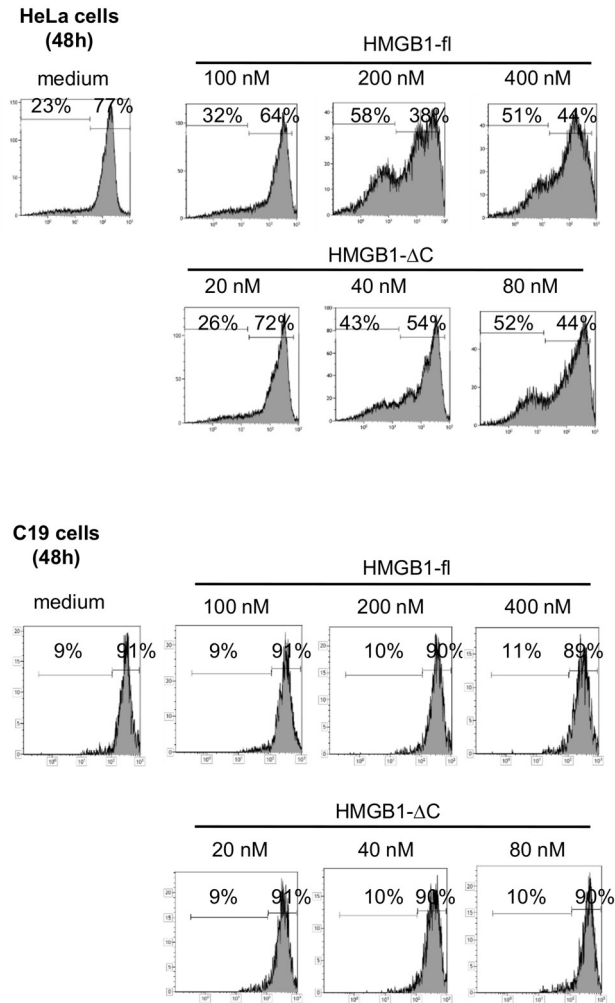 HeLa cells
(48h)
HMGB1-fl
medium
100 nM
200 nM
400 nM
23% 77%
32% 64%
58% 38%
51% 44%
HMGB1-ΔC
20 nM
40 nM
80 nM
26% 72%
43% 54%
52% 44%
C19 cells
(48h)
HMGB1-fl
medium
100 nM
200 nM
400 nM
9% 91%
9% 91%
10% 90%
11% 89%
HMGB1-ΔC
20 nM
40 nM
80 nM
9% 91%
10% 90%
10% 90%